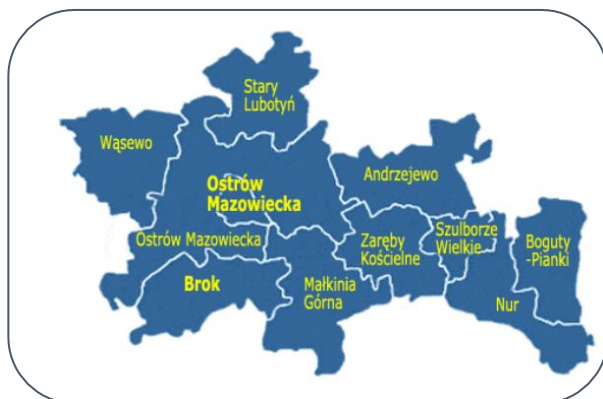 Stary
Lubotyń
Wąsewo
Andrzejewo
Ostrów
Mazowiecka
Ostrów Mazowiecka
Zaręby
Kościelne
Szulborze
Wielkie
Boguty
-Pianki
Brok
Małkinia
Górna
Nur